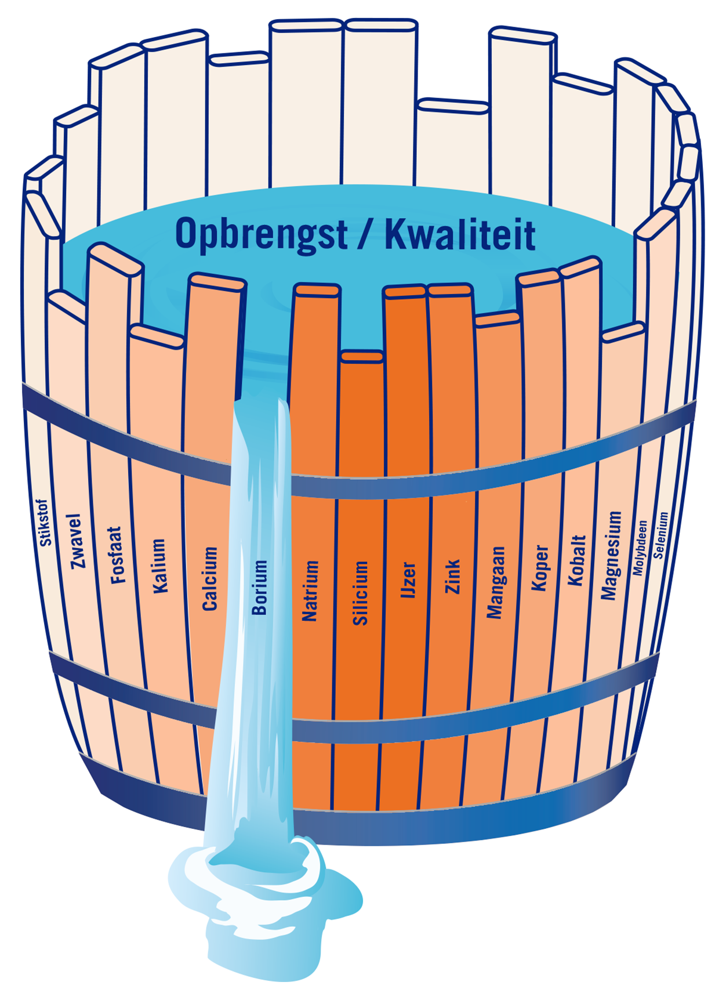 Opbrengst / Kwaliteit
Stikstof
Zwavel
Fosfaat
Kalium
Calcium
Borium
Natrium
Silicium
IJzer
Zink
Mangaan
Koper
Kobalt
Magnesium
Molybdeen
Selenium